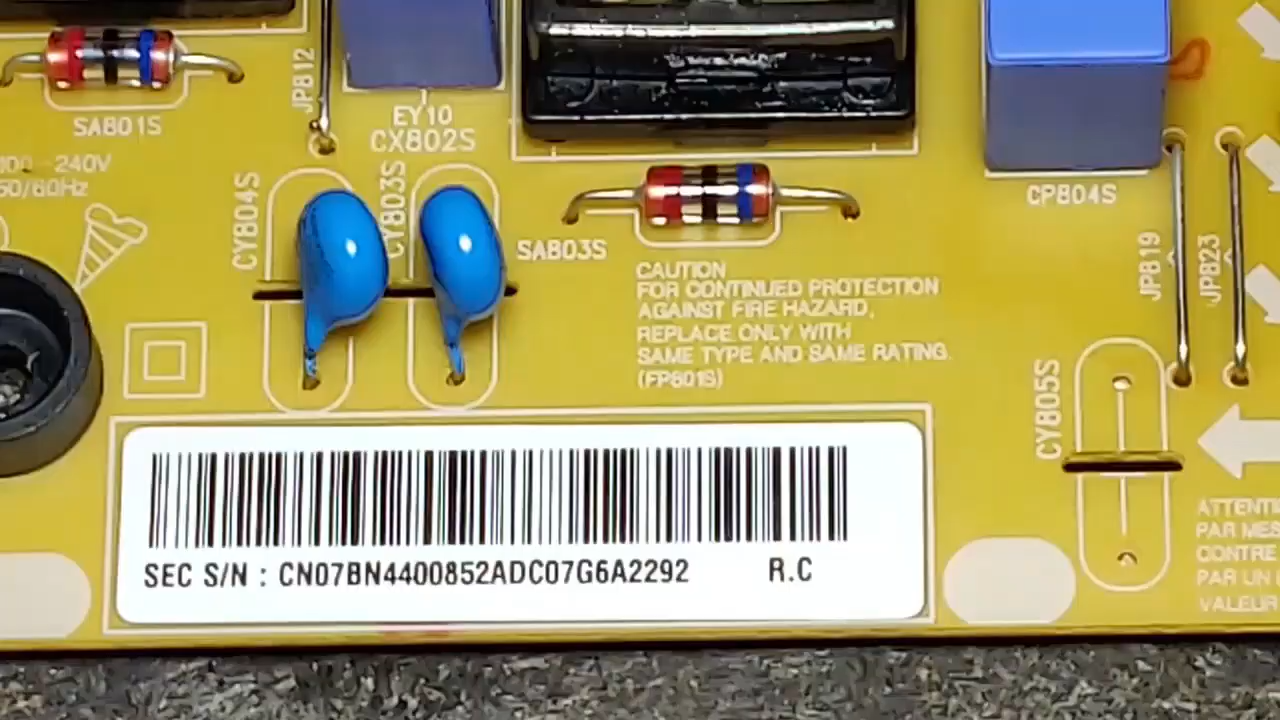 SA801S
JP812
EY10
CX802S
100-240V
50/60Hz
CY804S
CY803S
SA803S
CP804S
JP819
JP823
CAUTION
FOR CONTINUED PROTECTION
AGAINST FIRE HAZARD,
REPLACE ONLY WITH
SAME TYPE AND SAME RATING.
(FP801S)
CY805S
SEC S/N : CN07BN4400852ADC07G6A2292 R.C
ATTENTI
PAR MES
CONTRE
PAR UN
VALEUR